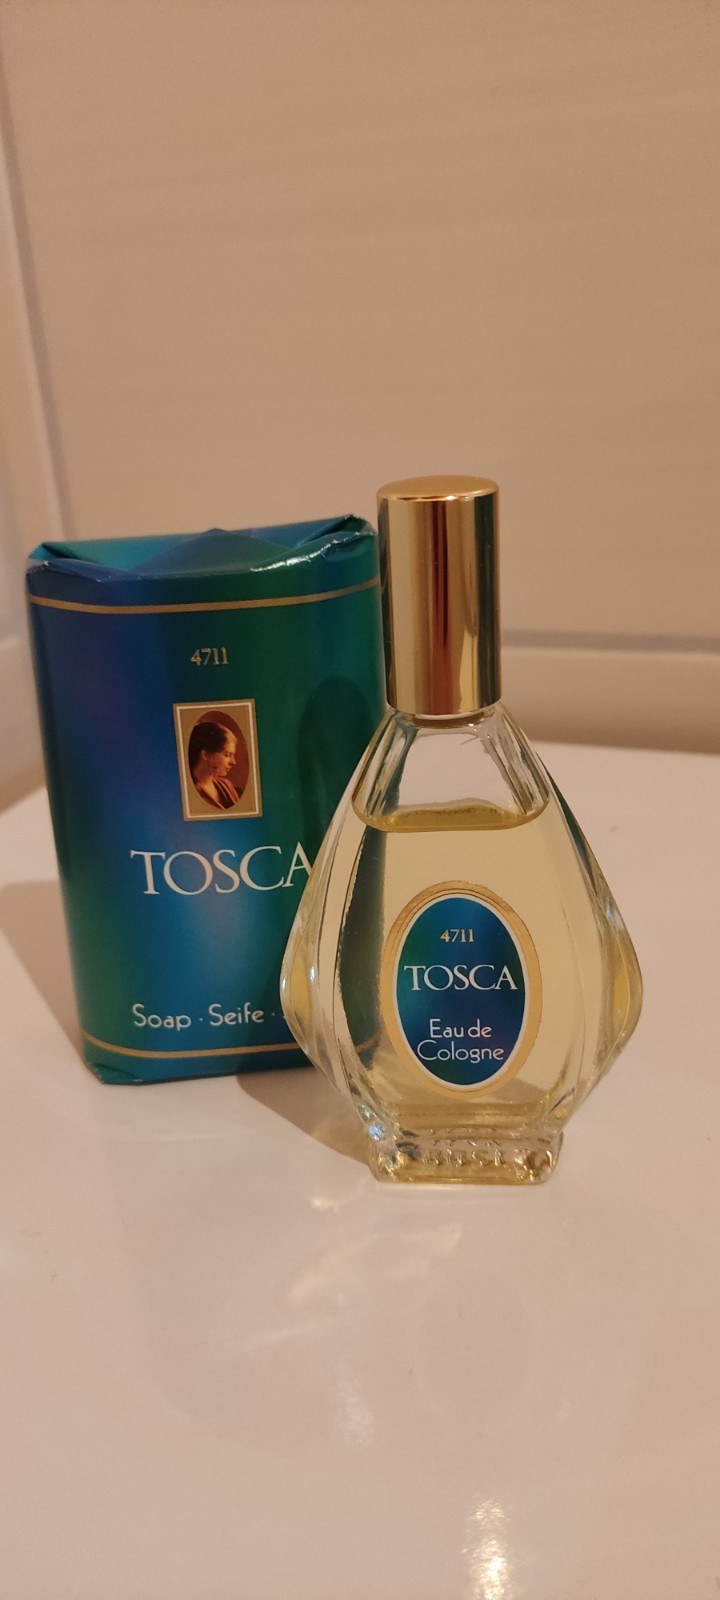 4711
TOSCA
Soap · Seife ·
4711
TOSCA
Eau de
Cologne